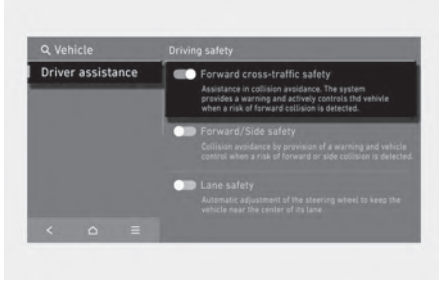 Vehicle
Driving safety
Driver assistance
Forward cross-traffic safety
Assistance in collision avoidance. The system
provides a warning and actively controls thd vehivle
when a risk of forward collision is detected.
Forward/Side safety
Collision avoidance by provision of a warning and vehicle
control when a risk of forward or side collision is detected.
Lane safety
Automatic adjustment of the steering wheel to keep the
vehicle near the center of its lane